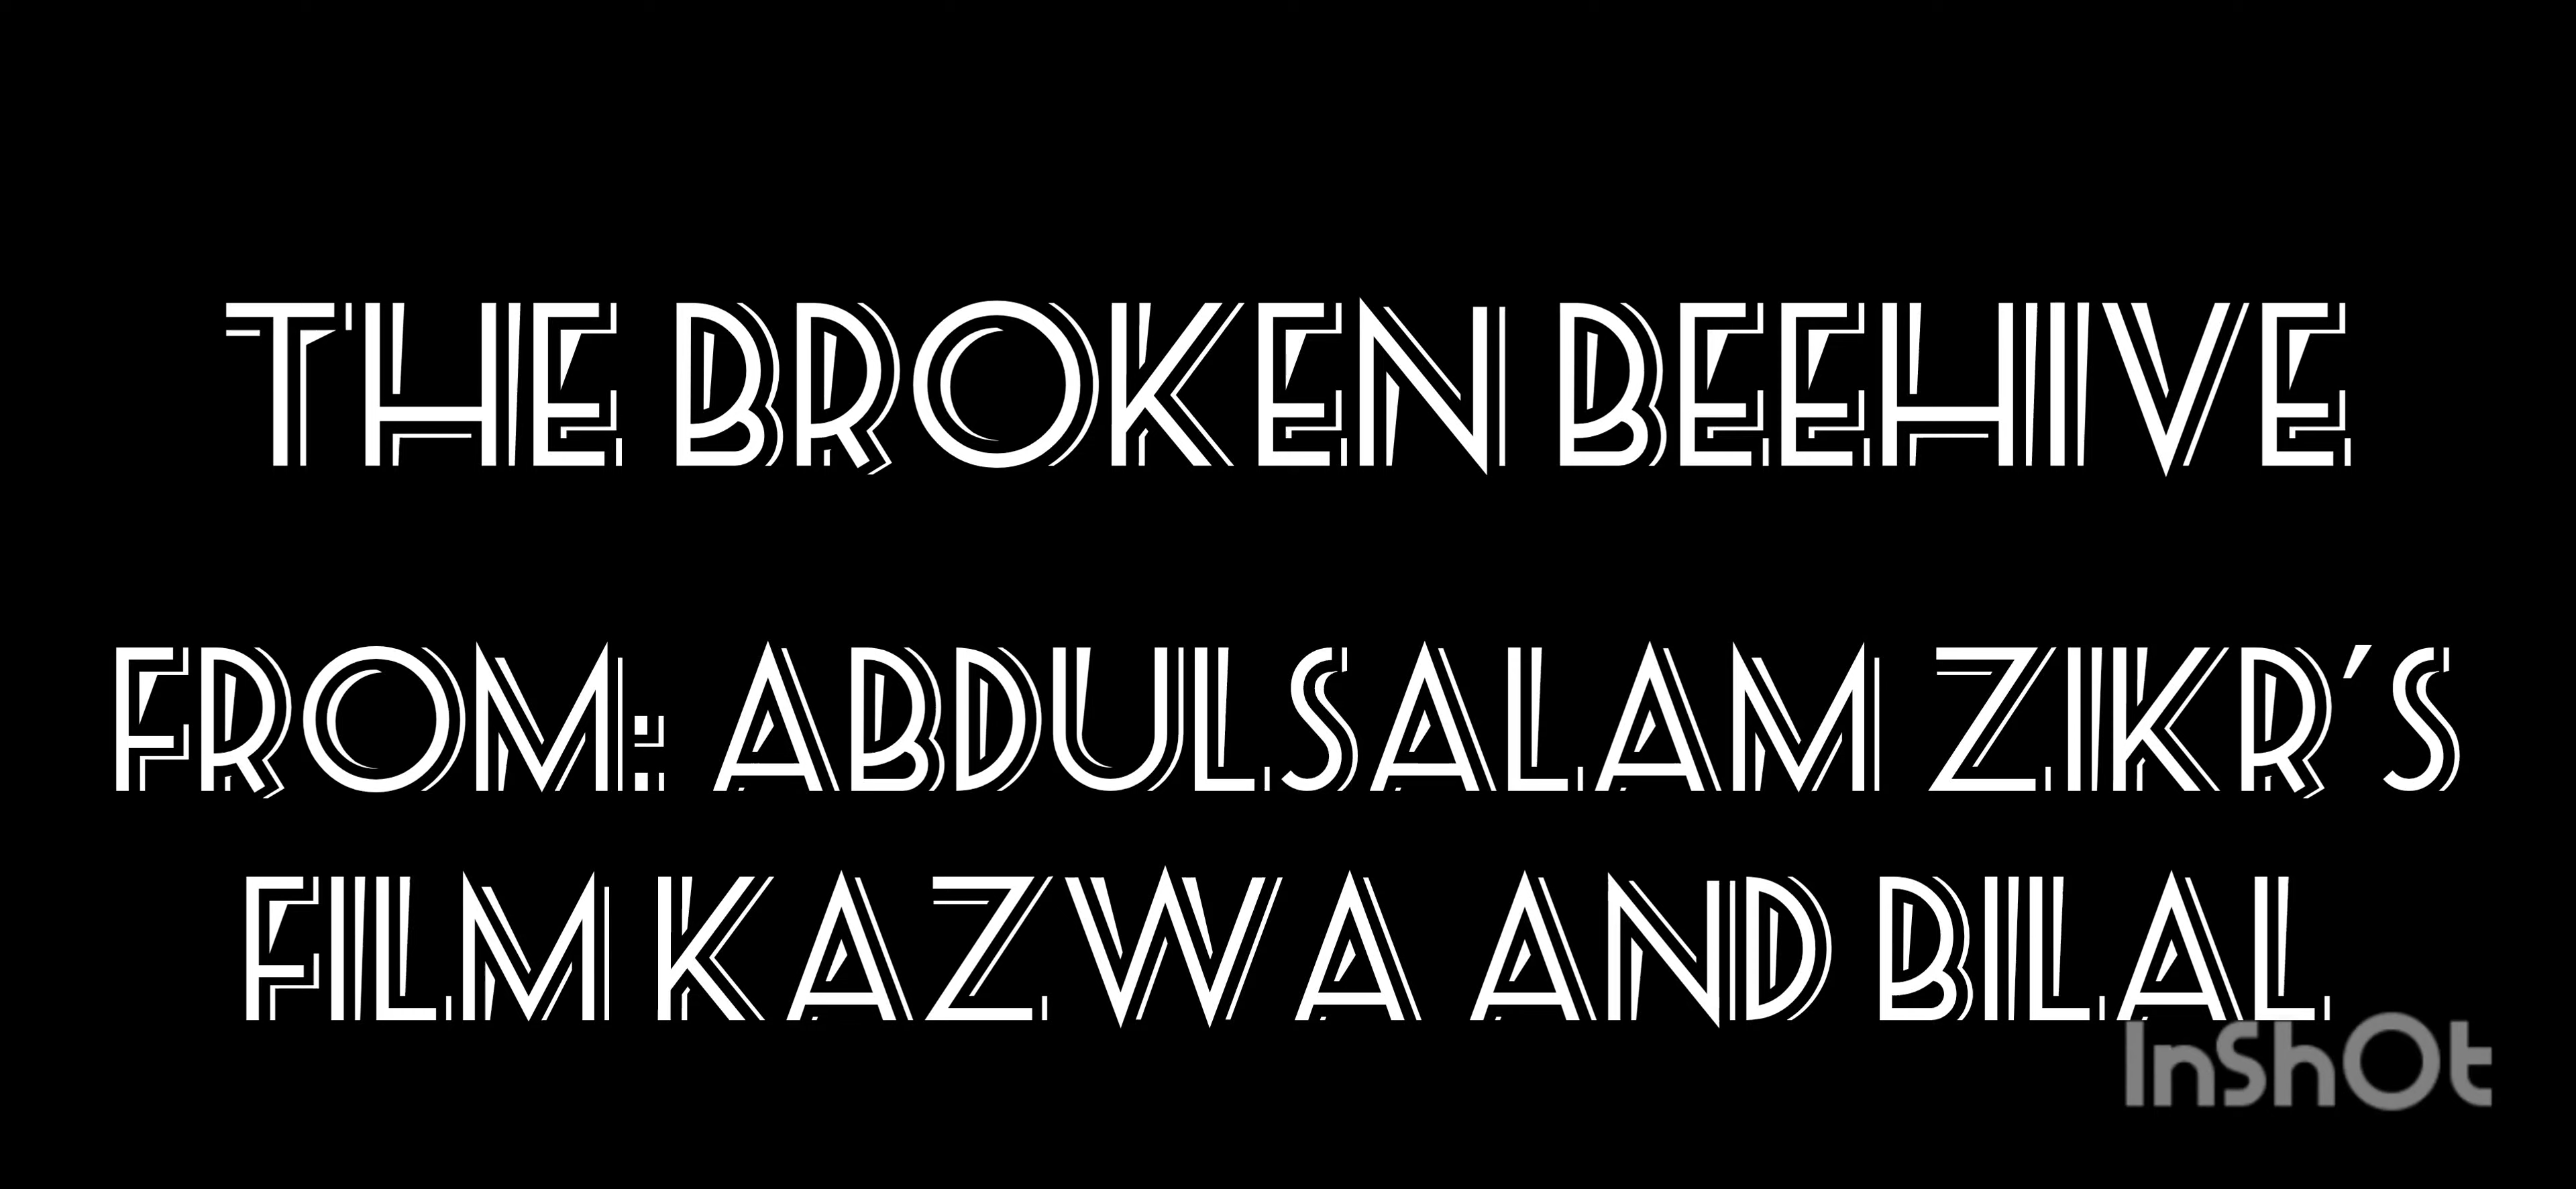 THE BROKEN BEEHIVE
FROM: ABDULSALAM ZIKR'S
FILM KAZWA AND BILAL
InShOt